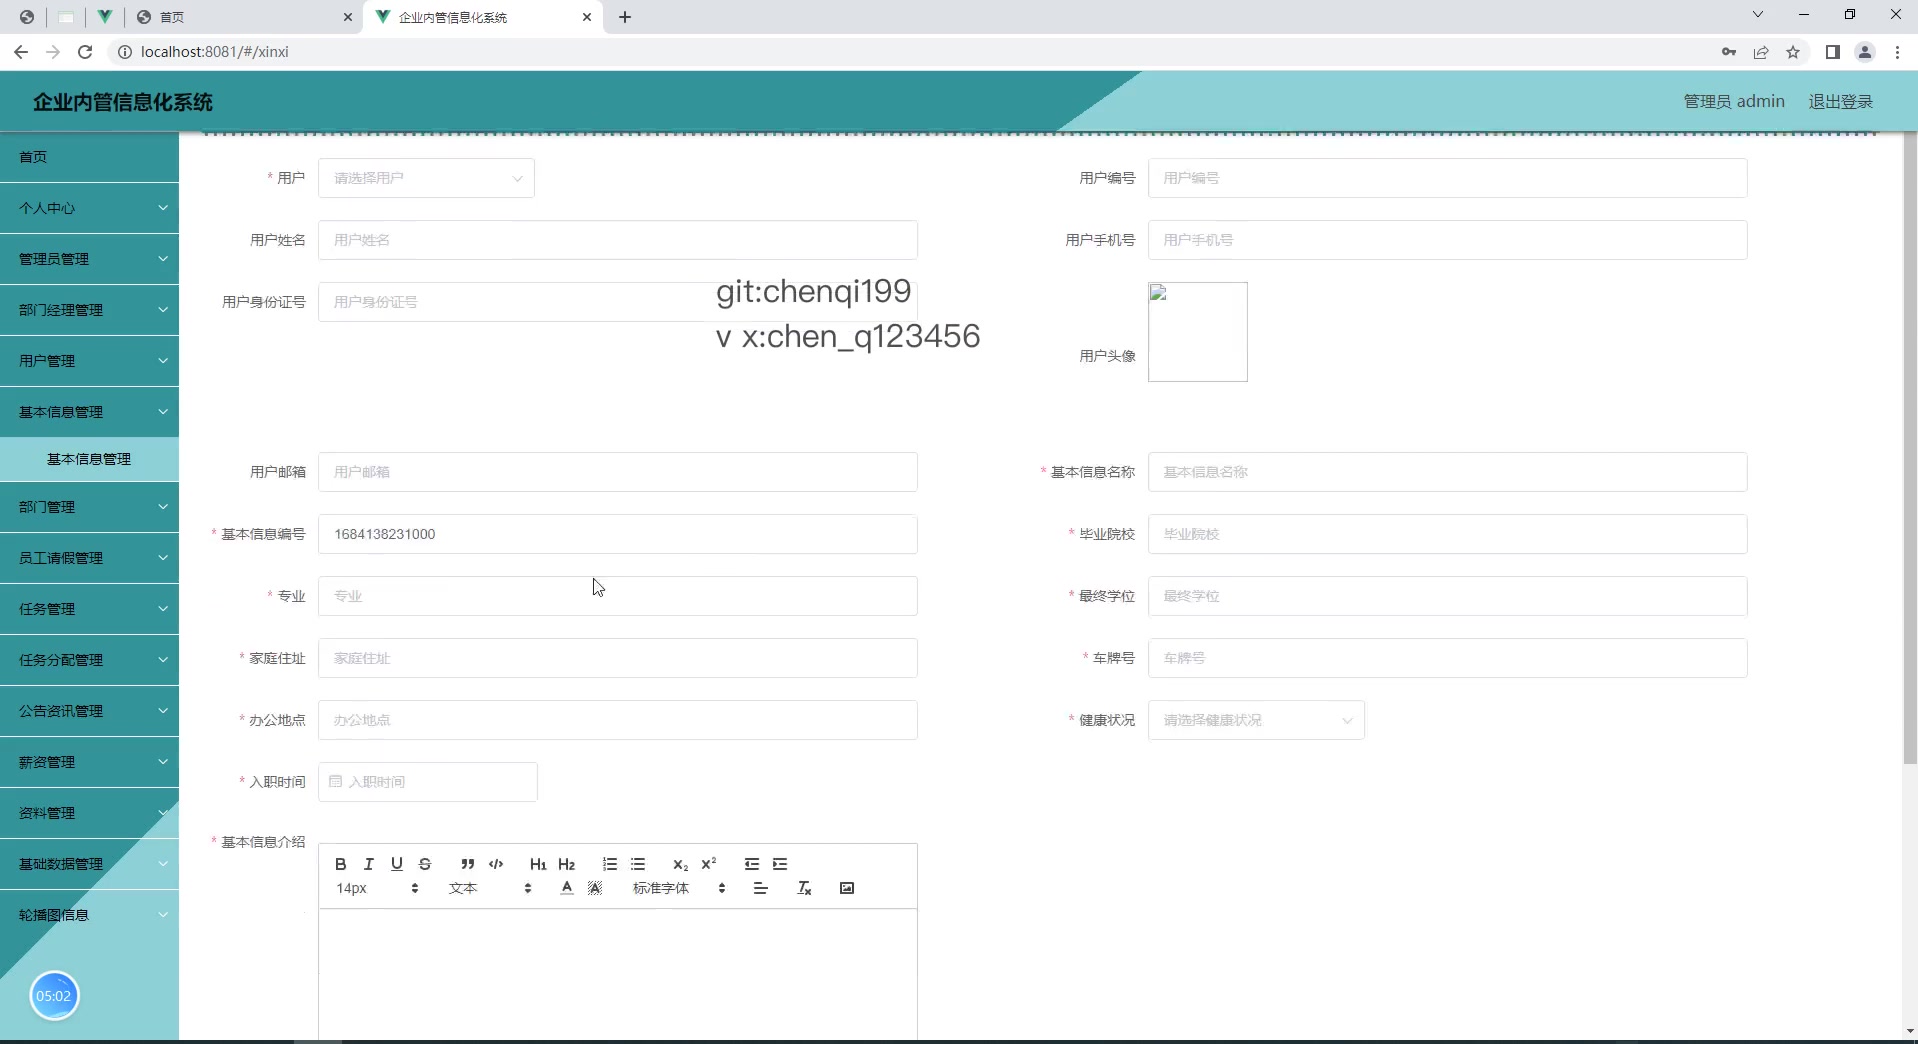 首页
企业内管信息化系统
localhost:8081/#/xinxi
企业内管信息化系统
管理员 admin
退出登录
首页
个人中心
管理员管理
部门经理管理
用户管理
基本信息管理
基本信息管理
部门管理
员工请假管理
任务管理
任务分配管理
公告资讯管理
薪资管理
资料管理
基础数据管理
轮播图信息
05:02
* 用户 请选择用户
用户编号 用户编号
用户姓名 用户姓名
用户手机号 用户手机号
用户身份证号 用户身份证号
git:chenqi199
v x:chen_q123456
用户头像
用户邮箱 用户邮箱
* 基本信息名称 基本信息名称
* 基本信息编号 1684138231000
* 毕业院校 毕业院校
* 专业 专业
* 最终学位 最终学位
* 家庭住址 家庭住址
* 车牌号 车牌号
* 办公地点 办公地点
* 健康状况 请选择健康状况
* 入职时间 入职时间
* 基本信息介绍
B I U S H1 H2 x2 x2
14px 文本 A A 标准字体 Tx